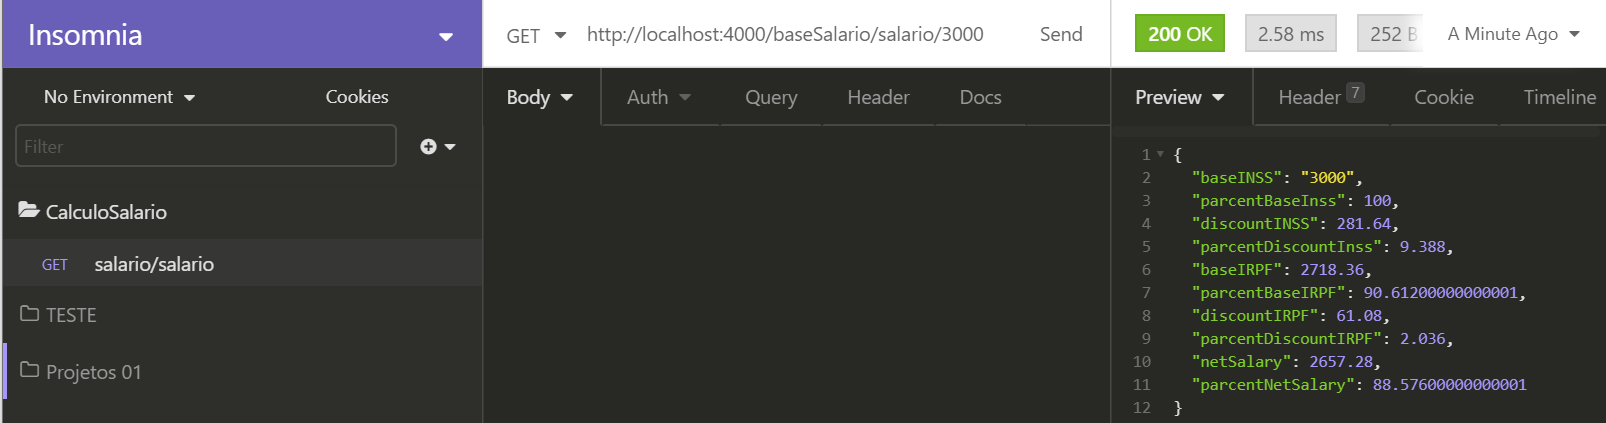 Insomnia
GET http://localhost:4000/baseSalario/salario/3000 Send
200 OK 2.58 ms 252 B A Minute Ago
No Environment Cookies
Body Auth Query Header Docs
Preview Header 7 Cookie Timeline
Filter
CalculoSalario
GET salario/salario
TESTE
Projetos 01
1 {
2 "baseINSS": "3000",
3 "parcentBaseInss": 100,
4 "discountINSS": 281.64,
5 "parcentDiscountInss": 9.388,
6 "baseIRPF": 2718.36,
7 "parcentBaseIRPF": 90.61200000000001,
8 "discountIRPF": 61.08,
9 "parcentDiscountIRPF": 2.036,
10 "netSalary": 2657.28,
11 "parcentNetSalary": 88.57600000000001
12 }